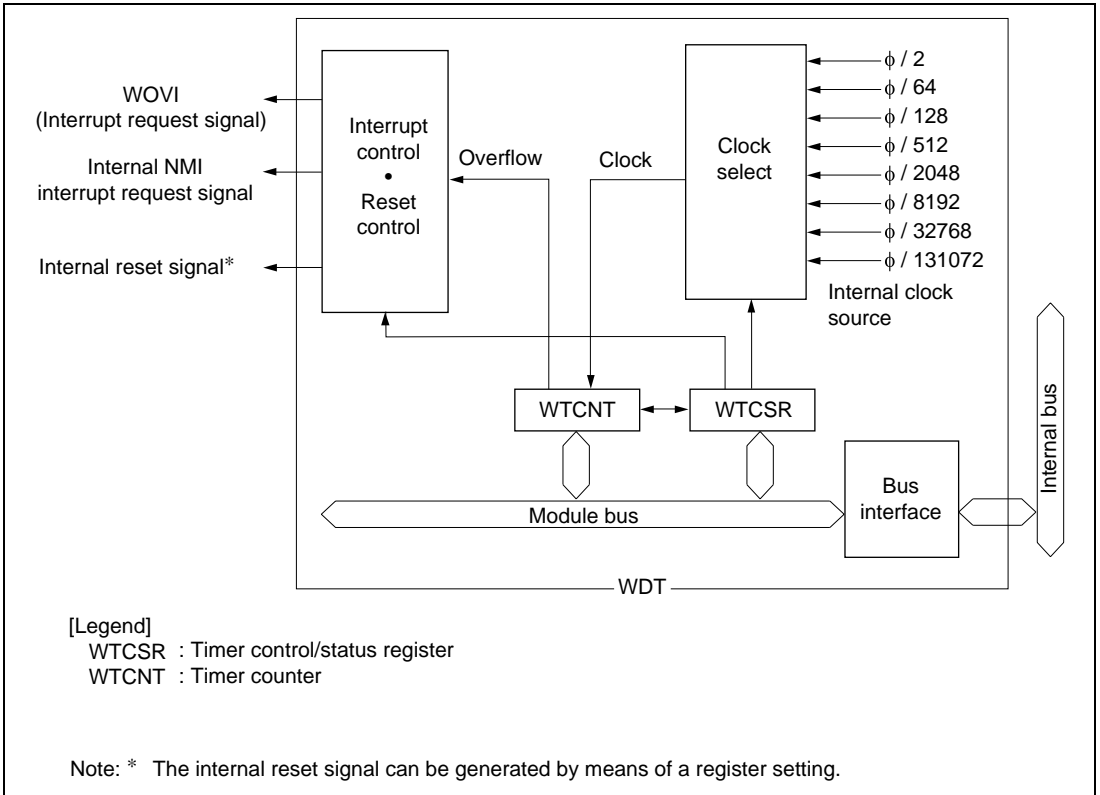 WOVI
(Interrupt request signal)
Internal NMI
interrupt request signal
Internal reset signal*
Interrupt
control
•
Reset
control
Overflow
Clock
Clock
select
ϕ / 2
ϕ / 64
ϕ / 128
ϕ / 512
ϕ / 2048
ϕ / 8192
ϕ / 32768
ϕ / 131072
Internal clock
source
WTCNT
WTCSR
Module bus
Bus
interface
Internal bus
WDT
[Legend]
WTCSR : Timer control/status register
WTCNT : Timer counter
Note: * The internal reset signal can be generated by means of a register setting.